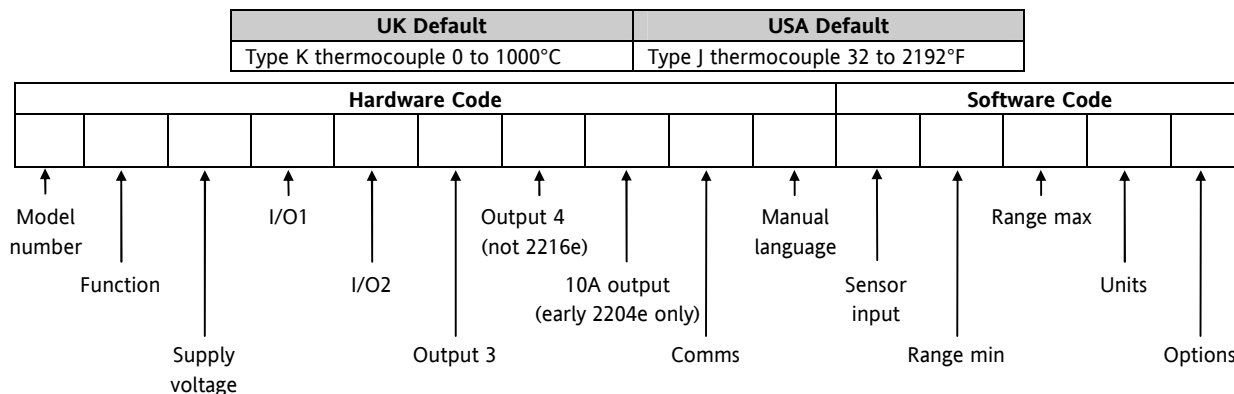 UK Default USA Default
Type K thermocouple 0 to 1000°C Type J thermocouple 32 to 2192°F
Hardware Code Software Code
Model number
Function
Supply voltage
I/O1
I/O2
Output 3
Output 4 (not 2216e)
10A output (early 2204e only)
Comms
Manual language
Sensor input
Range min
Range max
Units
Options